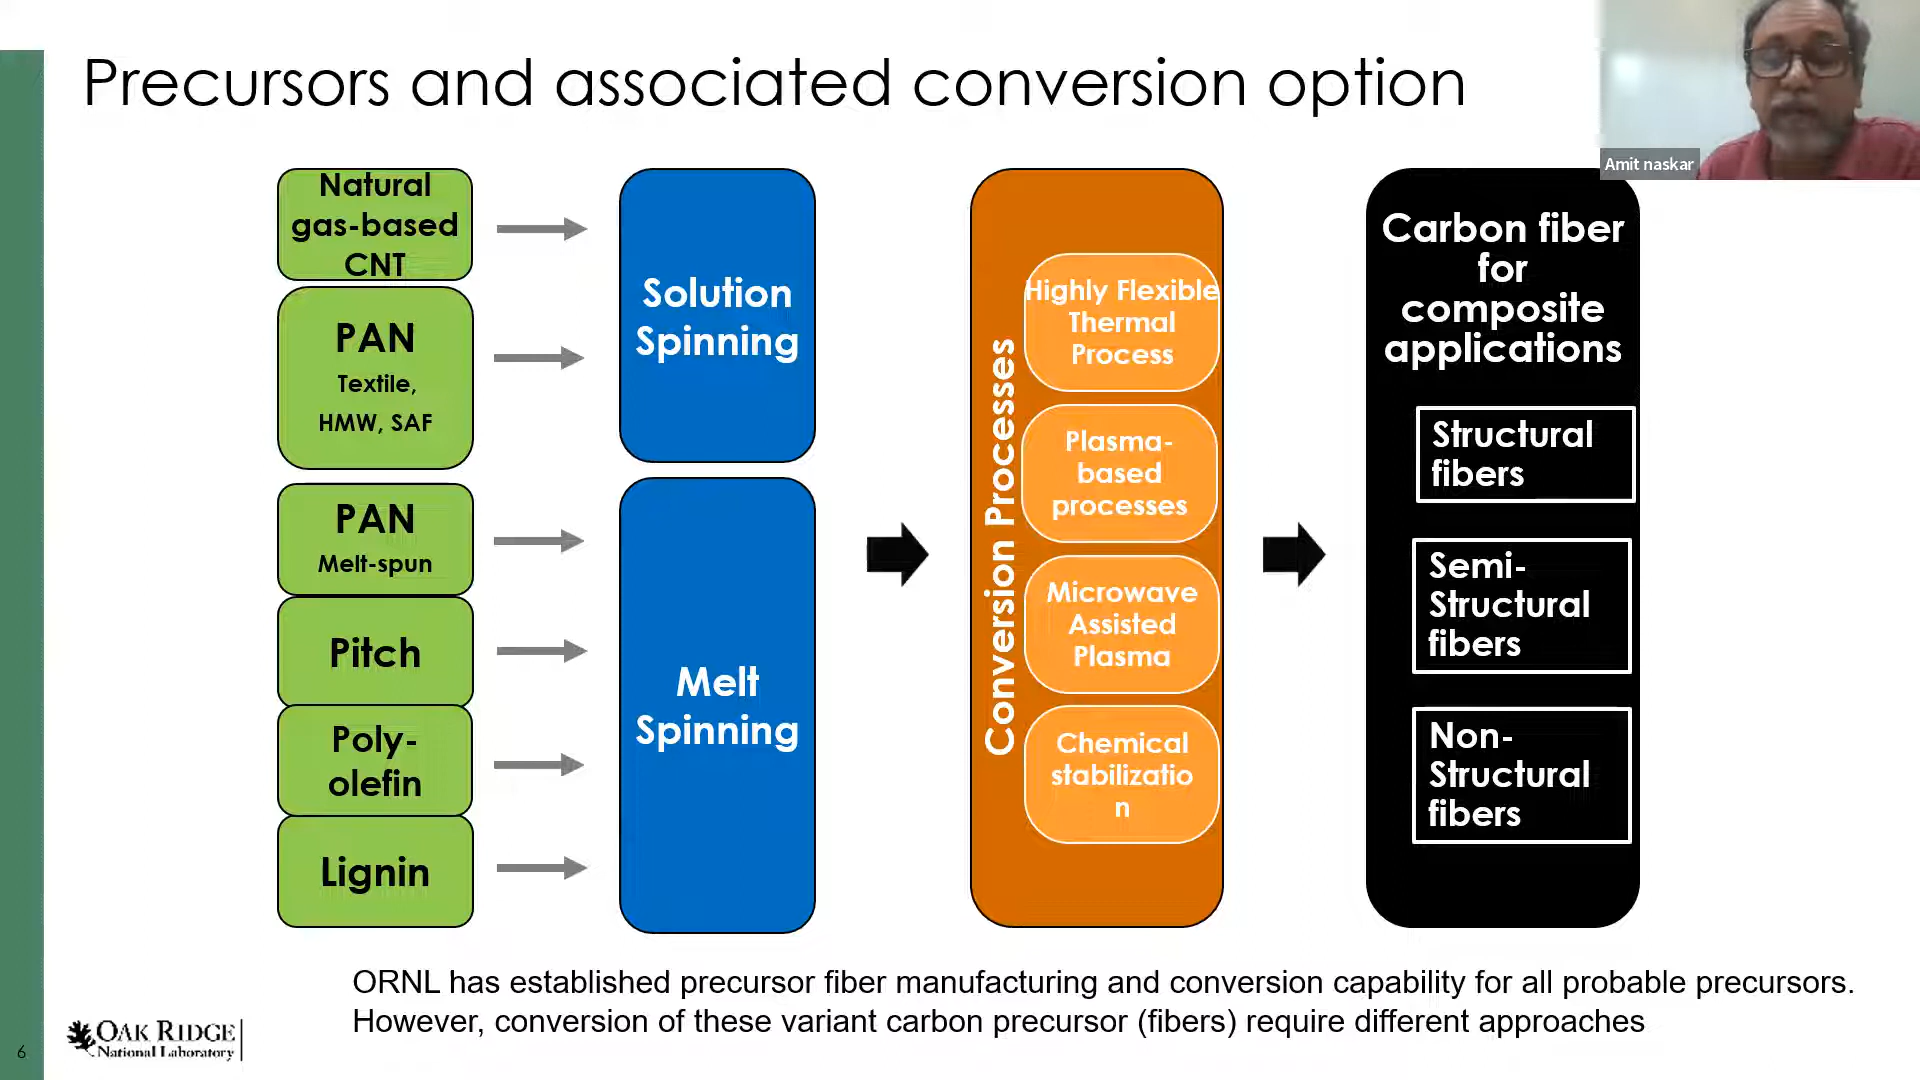 Precursors and associated conversion option
Amit naskar
Natural
gas-based
CNT
PAN
Textile,
HMW, SAF
PAN
Melt-spun
Pitch
Poly-
olefin
Lignin
Solution
Spinning
Melt
Spinning
Conversion Processes
Highly Flexible
Thermal
Process
Plasma-
based
processes
Microwave
Assisted
Plasma
Chemical
stabilizatio
n
Carbon fiber
for
composite
applications
Structural
fibers
Semi-
Structural
fibers
Non-
Structural
fibers
ORNL has established precursor fiber manufacturing and conversion capability for all probable precursors.
However, conversion of these variant carbon precursor (fibers) require different approaches
6
OAK RIDGE
National Laboratory